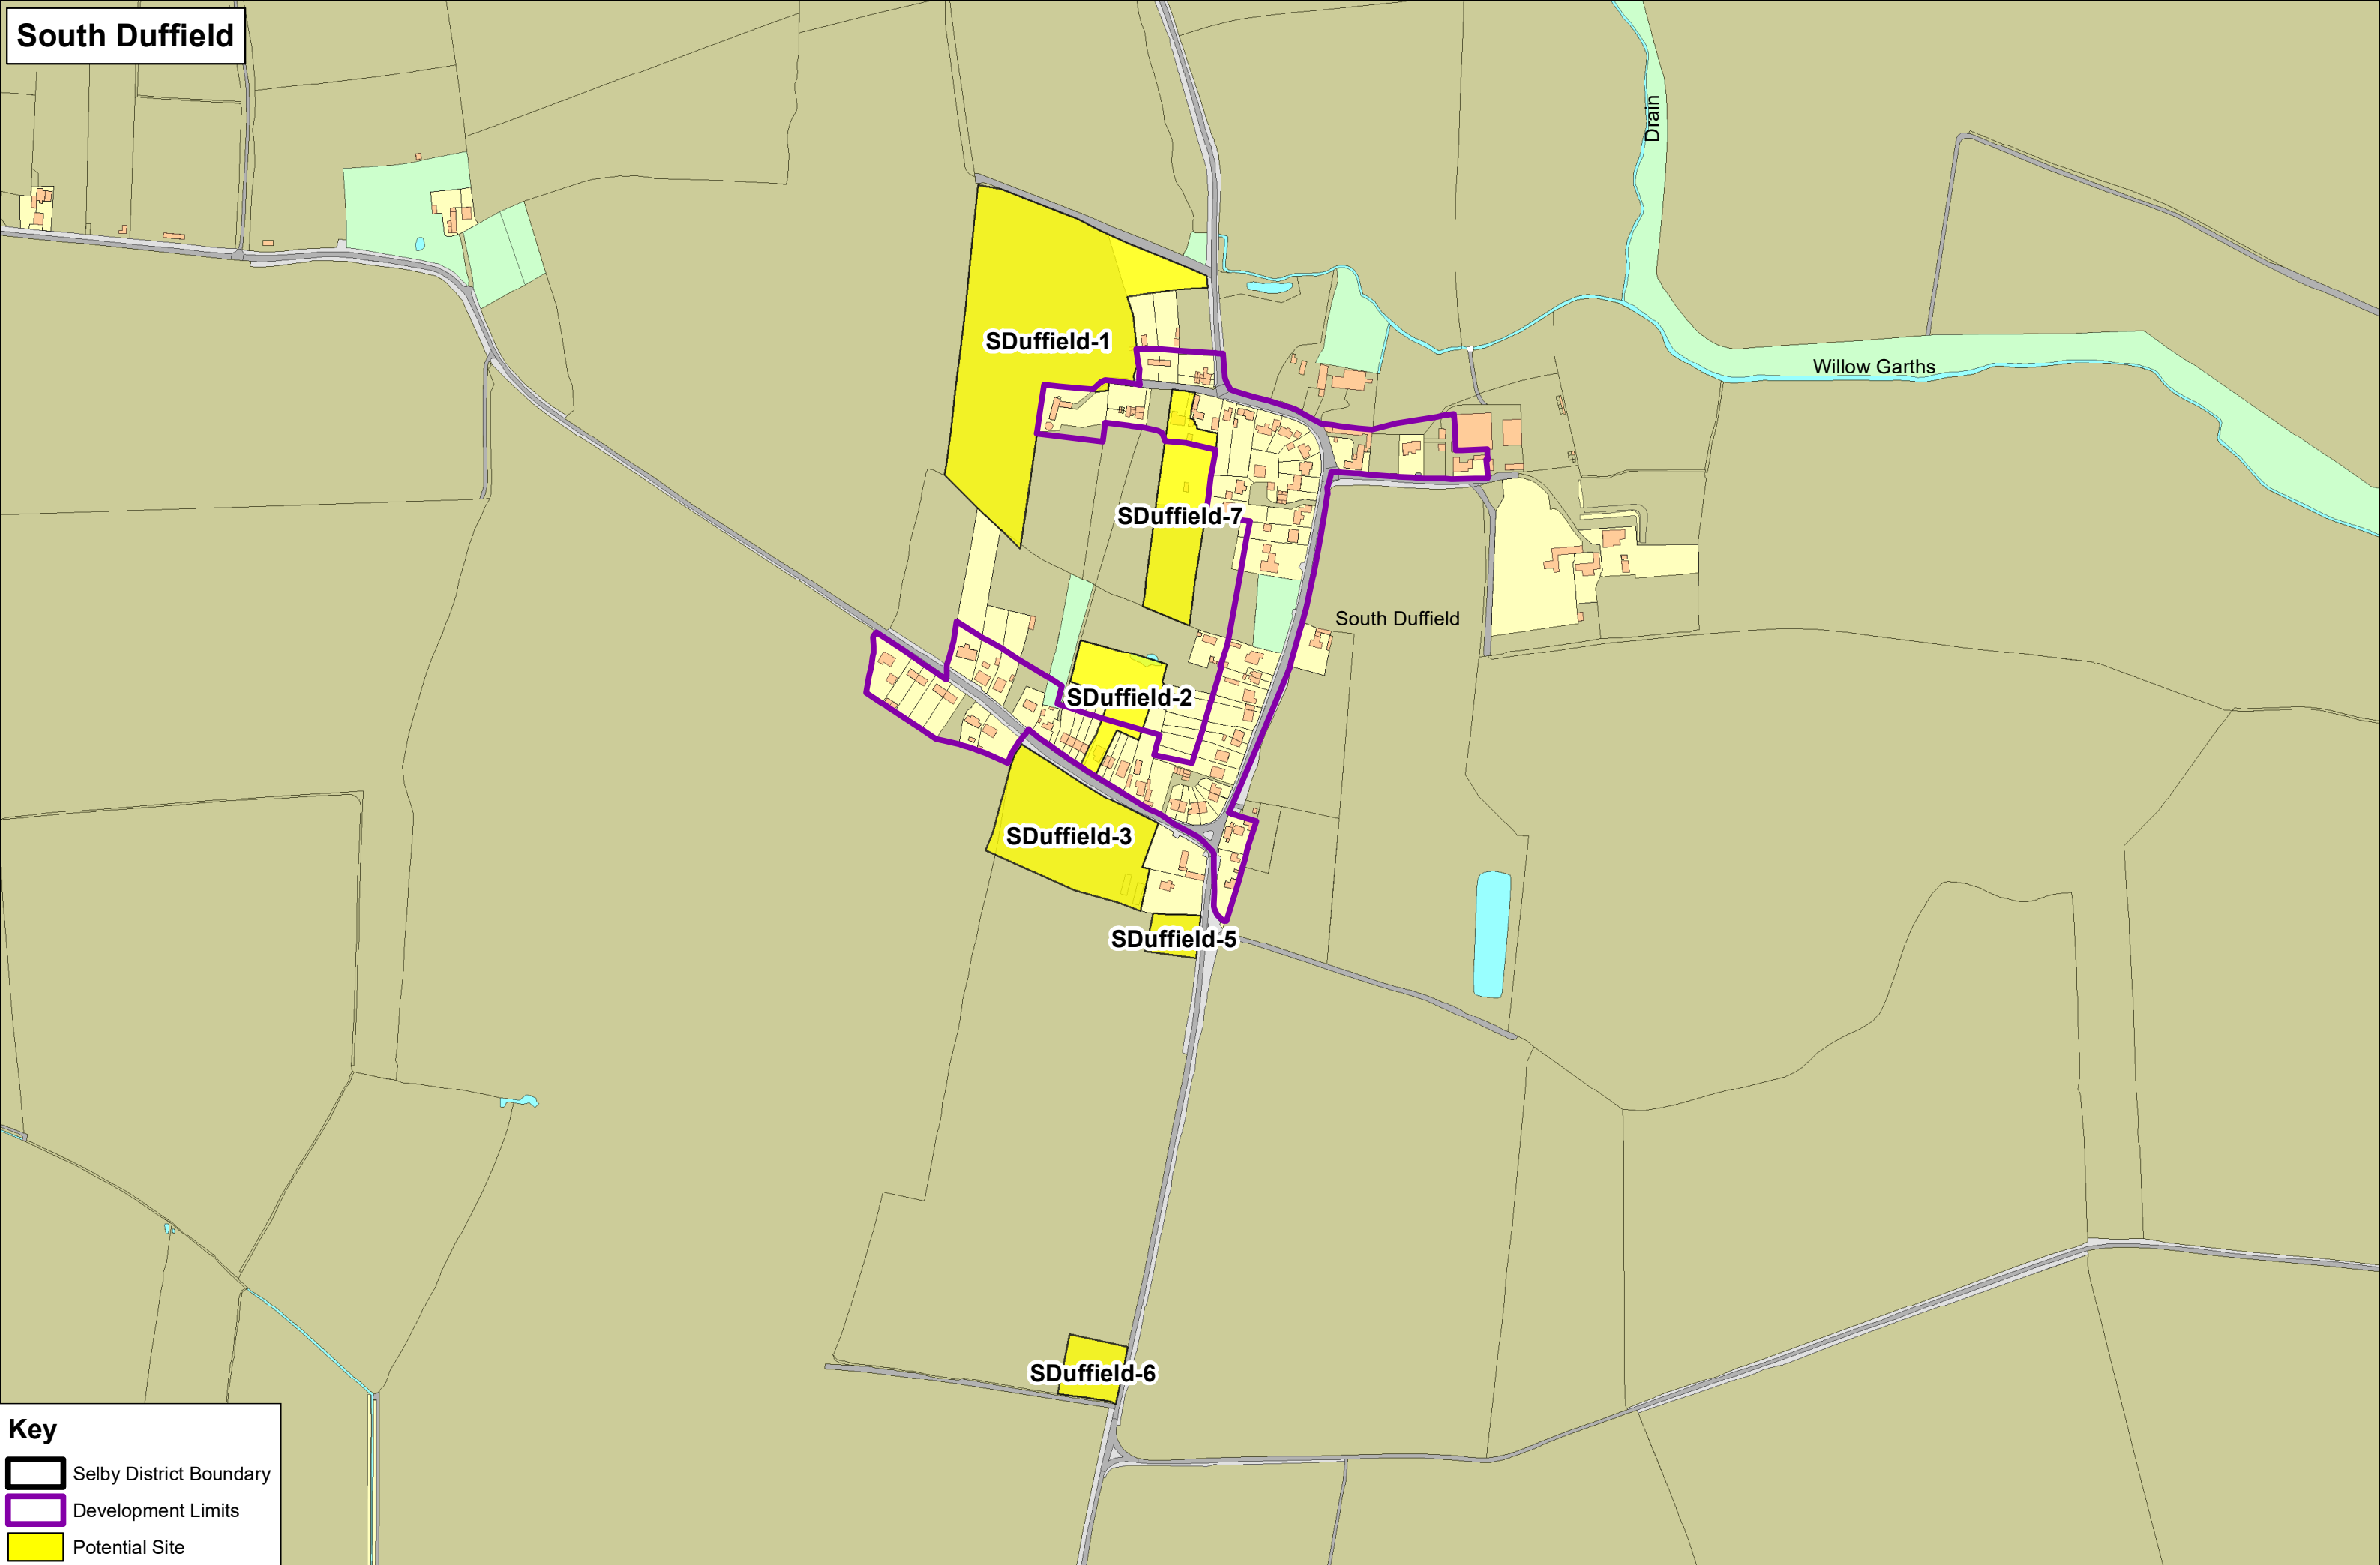 South Duffield
Drain
SDuffield-1
Willow Garths
SDuffield-7
South Duffield
SDuffield-2
SDuffield-3
SDuffield-5
SDuffield-6
Key
Selby District Boundary
Development Limits
Potential Site